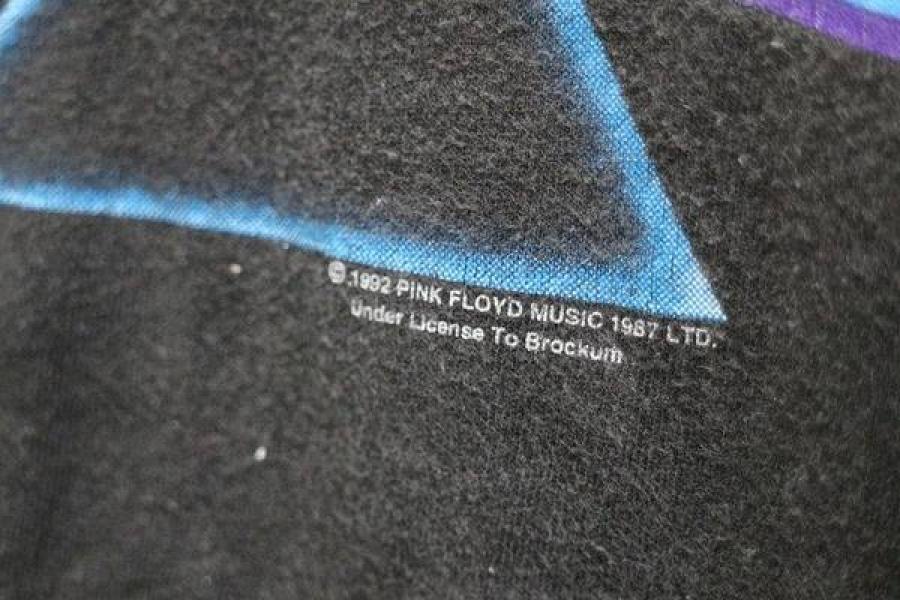 © 1992 PINK FLOYD MUSIC 1987 LTD.
Under License To Brockum